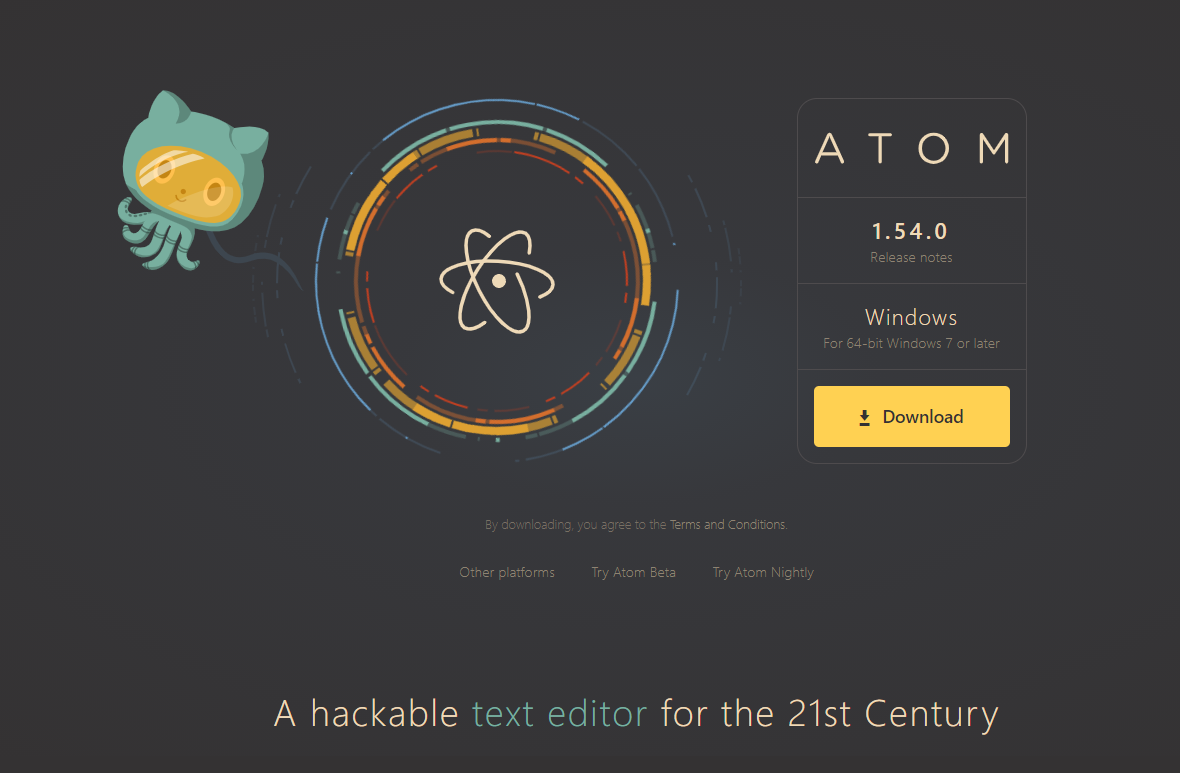 ATOM
1.54.0
Release notes
Windows
For 64-bit Windows 7 or later
Download
By downloading, you agree to the Terms and Conditions.
Other platforms Try Atom Beta Try Atom Nightly
A hackable text editor for the 21st Century